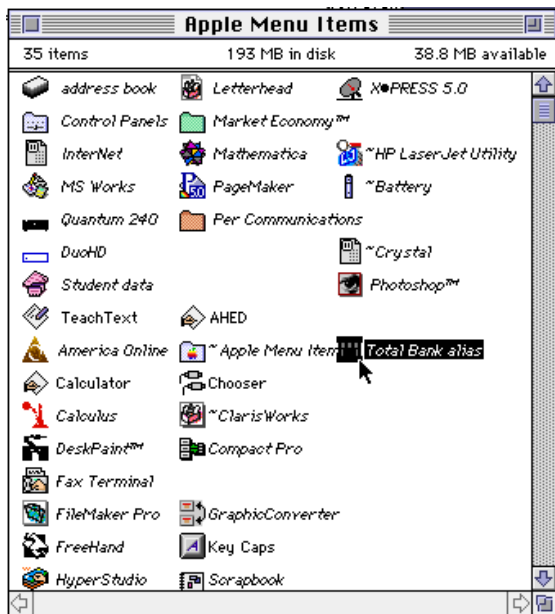 Apple Menu Items
35 items 193 MB in disk 38.8 MB available
address book Letterhead X•PRESS 5.0
Control Panels Market Economy™
InterNet Mathematica ~HP LaserJet Utility
MS Works PageMaker ~Battery
Quantum 240 Per Communications
DuoHD ~Crystal
Student data Photoshop™
TeachText AHED
America Online ~ Apple Menu Item Total Bank alias
Calculator Chooser
Calculus ~ClarisWorks
DeskPaint™ Compact Pro
Fax Terminal
FileMaker Pro GraphicConverter
FreeHand Key Caps
HyperStudio Scrapbook